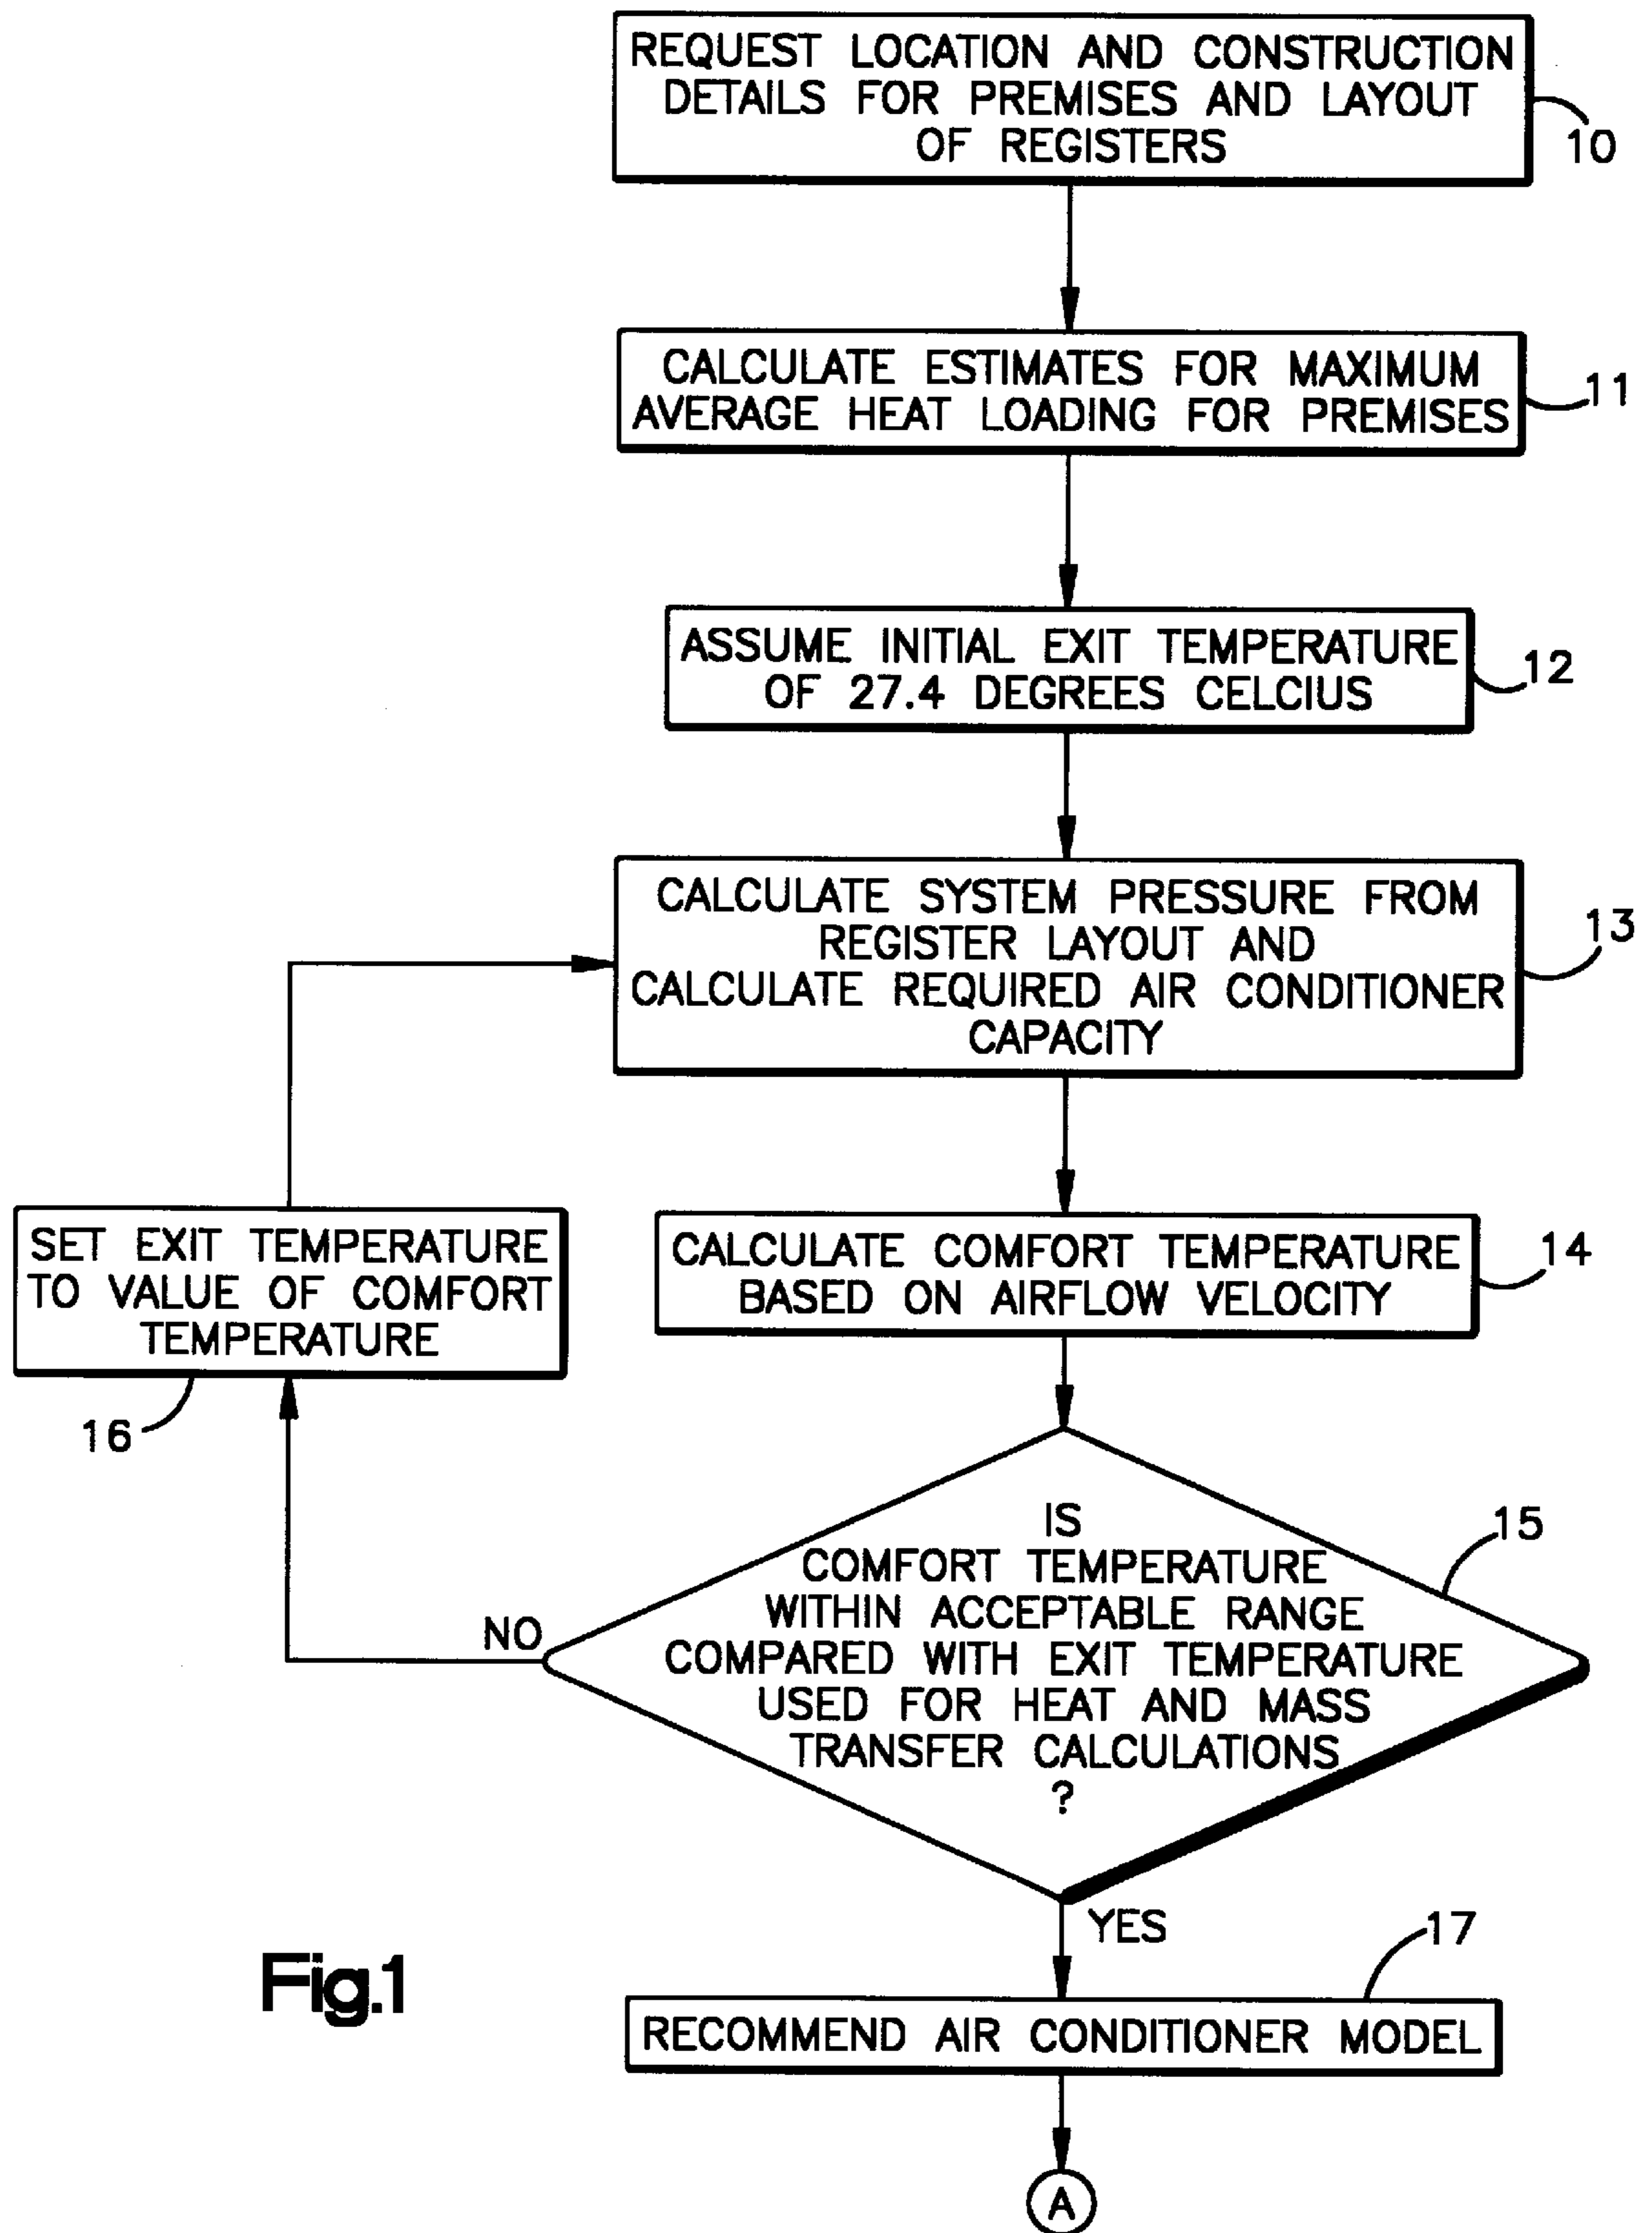 REQUEST LOCATION AND CONSTRUCTION
DETAILS FOR PREMISES AND LAYOUT
OF REGISTERS
10
CALCULATE ESTIMATES FOR MAXIMUM
AVERAGE HEAT LOADING FOR PREMISES
11
ASSUME INITIAL EXIT TEMPERATURE
OF 27.4 DEGREES CELCIUS
12
CALCULATE SYSTEM PRESSURE FROM
REGISTER LAYOUT AND
CALCULATE REQUIRED AIR CONDITIONER
CAPACITY
13
SET EXIT TEMPERATURE
TO VALUE OF COMFORT
TEMPERATURE
16
CALCULATE COMFORT TEMPERATURE
BASED ON AIRFLOW VELOCITY
14
IS
COMFORT TEMPERATURE
WITHIN ACCEPTABLE RANGE
COMPARED WITH EXIT TEMPERATURE
USED FOR HEAT AND MASS
TRANSFER CALCULATIONS
?
15
NO
YES
17
RECOMMEND AIR CONDITIONER MODEL
A
Fig.1